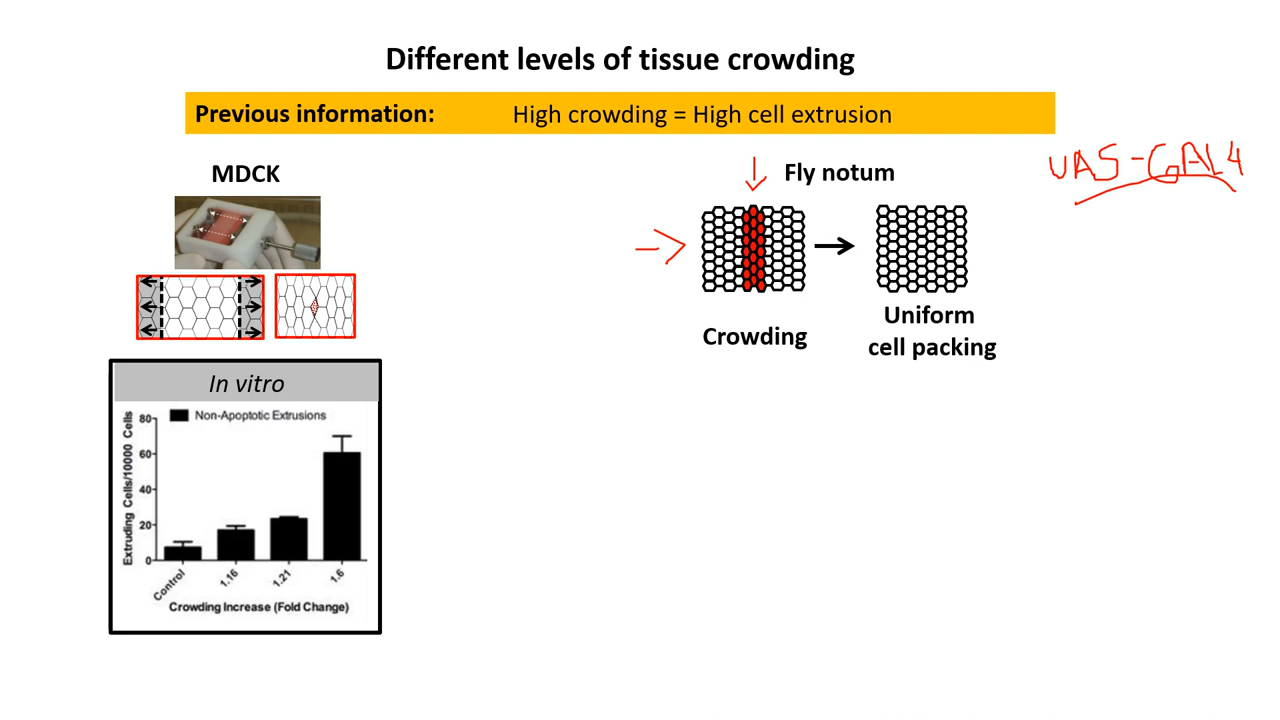 Different levels of tissue crowding
Previous information: High crowding = High cell extrusion
MDCK
Fly notum
UAS-GAL4
Crowding
Uniform
cell packing
In vitro
Non-Apoptotic Extrusions
Extruding Cells/10000 Cells
80
60
40
20
0
Control 1.16 1.21 1.6
Crowding Increase (Fold Change)